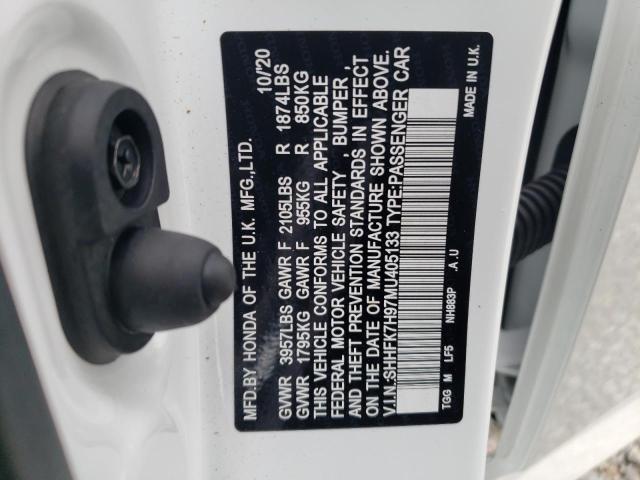 MFD.BY HONDA OF THE U.K. MFG.,LTD. 10/'20
GVWR 3957LBS GAWR F 2105LBS R 1874LBS
GVWR 1795KG GAWR F 955KG R 850KG
THIS VEHICLE CONFORMS TO ALL APPLICABLE
FEDERAL MOTOR VEHICLE SAFETY , BUMPER ,
AND THEFT PREVENTION STANDARDS IN EFFECT
ON THE DATE OF MANUFACTURE SHOWN ABOVE.
V.I.N.:SHHFK7H97MU405133 TYPE:PASSENGER CAR
TGG M LF5 NH883P .A .U MADE IN U.K.